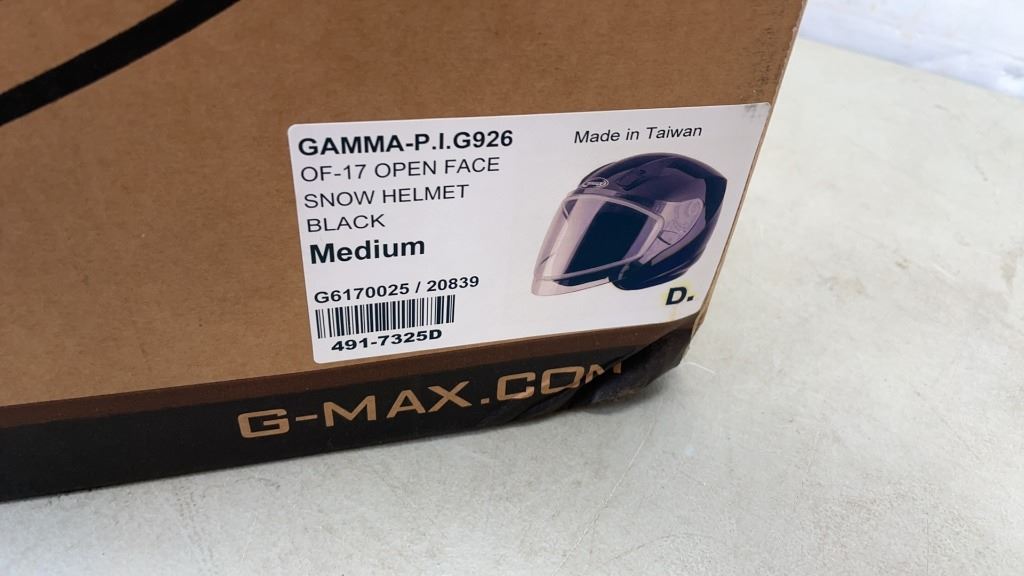 GAMMA-P.I.G926
Made in Taiwan
OF-17 OPEN FACE
SNOW HELMET
BLACK
Medium
G6170025 / 20839
D.
491-7325D
G-MAX.COM